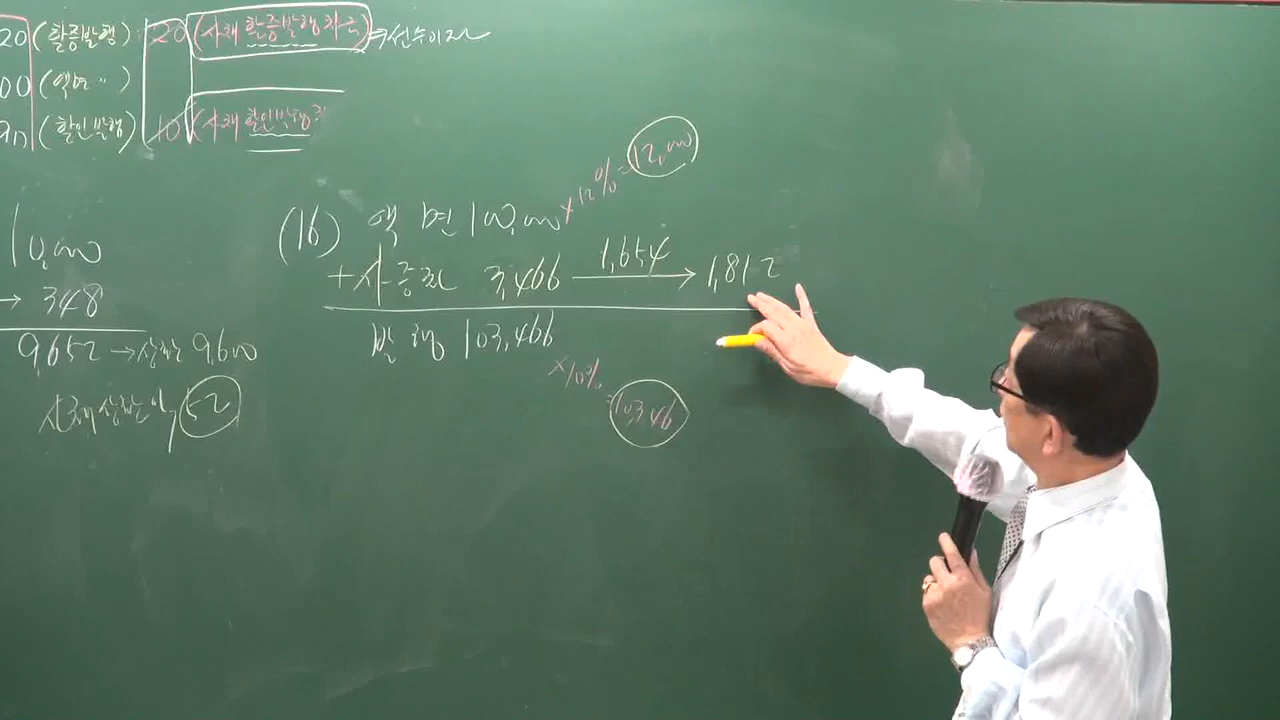 20(할증발행) 20(사채할증발행차금)⇒선수이자
00(액면 〃)
90(할인발행) 10(사채할인발행
10,000
→ 348
9,652 → 상환 9,600
사채상환이익 52
(16) 액면 100,000 ×12%=12,000
+사증차 3,466 1,654→ 1,812
발행 103,466
×10%
=10,346